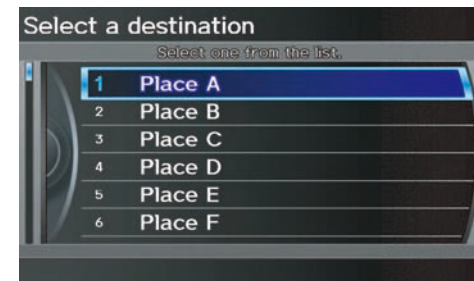 Select a destination
Select one from the list.
1 Place A
2 Place B
3 Place C
4 Place D
5 Place E
6 Place F